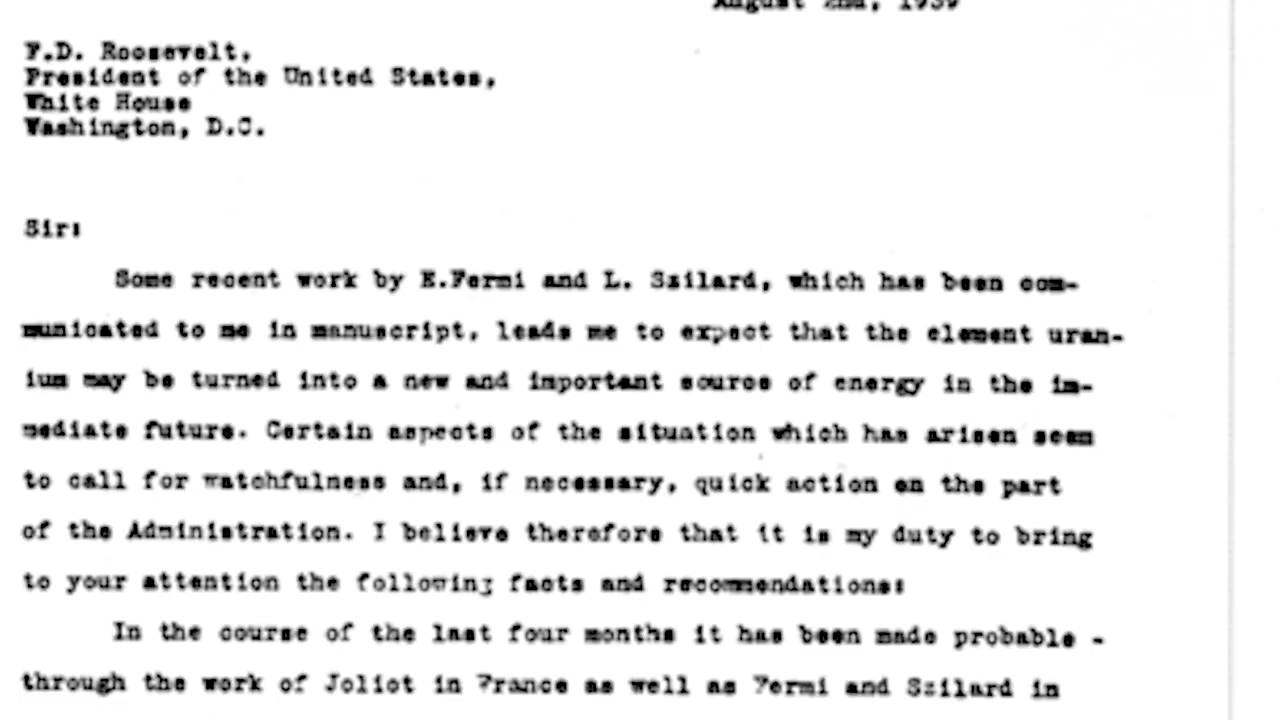 August 2nd, 1939
F.D. Roosevelt,
President of the United States,
White House
Washington, D.C.
Sir:
Some recent work by E.Fermi and L. Szilard, which has been com-
municated to me in manuscript, leads me to expect that the element uran-
ium may be turned into a new and important source of energy in the im-
mediate future. Certain aspects of the situation which has arisen seem
to call for watchfulness and, if necessary, quick action on the part
of the Administration. I believe therefore that it is my duty to bring
to your attention the following facts and recommendations:
In the course of the last four months it has been made probable -
through the work of Joliot in France as well as Fermi and Szilard in